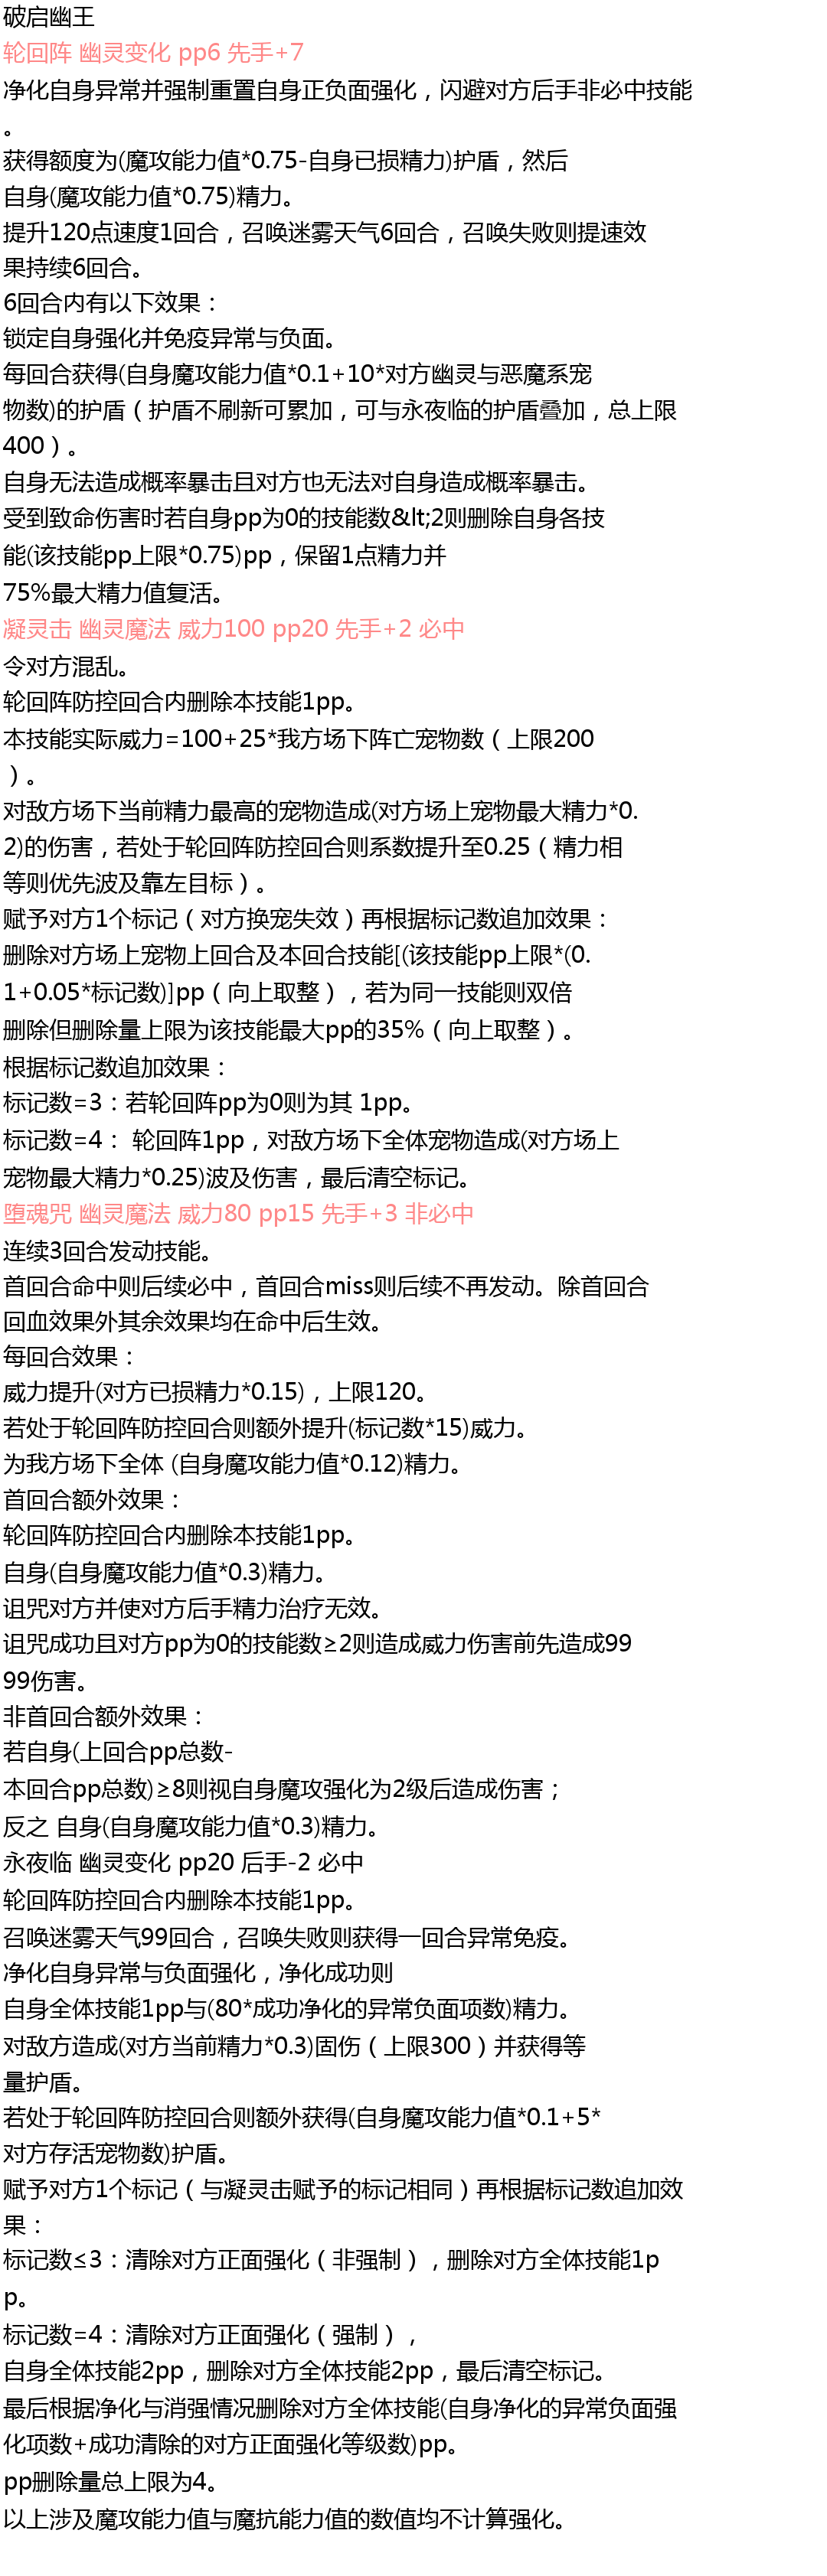 破启幽王
轮回阵 幽灵变化 pp6 先手+7
净化自身异常并强制重置自身正负面强化，闪避对方后手非必中技能
。
获得额度为(魔攻能力值*0.75-自身已损精力)护盾，然后
自身(魔攻能力值*0.75)精力。
提升120点速度1回合，召唤迷雾天气6回合，召唤失败则提速效
果持续6回合。
6回合内有以下效果：
锁定自身强化并免疫异常与负面。
每回合获得(自身魔攻能力值*0.1+10*对方幽灵与恶魔系宠
物数)的护盾（护盾不刷新可累加，可与永夜临的护盾叠加，总上限
400）。
自身无法造成概率暴击且对方也无法对自身造成概率暴击。
受到致命伤害时若自身pp为0的技能数&lt;2则删除自身各技
能(该技能pp上限*0.75)pp，保留1点精力并
75%最大精力值复活。
凝灵击 幽灵魔法 威力100 pp20 先手+2 必中
令对方混乱。
轮回阵防控回合内删除本技能1pp。
本技能实际威力=100+25*我方场下阵亡宠物数（上限200
）。
对敌方场下当前精力最高的宠物造成(对方场上宠物最大精力*0.
2)的伤害，若处于轮回阵防控回合则系数提升至0.25（精力相
等则优先波及靠左目标）。
赋予对方1个标记（对方换宠失效）再根据标记数追加效果：
删除对方场上宠物上回合及本回合技能[(该技能pp上限*(0.
1+0.05*标记数)]pp（向上取整），若为同一技能则双倍
删除但删除量上限为该技能最大pp的35%（向上取整）。
根据标记数追加效果：
标记数=3：若轮回阵pp为0则为其 1pp。
标记数=4： 轮回阵1pp，对敌方场下全体宠物造成(对方场上
宠物最大精力*0.25)波及伤害，最后清空标记。
堕魂咒 幽灵魔法 威力80 pp15 先手+3 非必中
连续3回合发动技能。
首回合命中则后续必中，首回合miss则后续不再发动。除首回合
回血效果外其余效果均在命中后生效。
每回合效果：
威力提升(对方已损精力*0.15)，上限120。
若处于轮回阵防控回合则额外提升(标记数*15)威力。
为我方场下全体 (自身魔攻能力值*0.12)精力。
首回合额外效果：
轮回阵防控回合内删除本技能1pp。
自身(自身魔攻能力值*0.3)精力。
诅咒对方并使对方后手精力治疗无效。
诅咒成功且对方pp为0的技能数≥2则造成威力伤害前先造成99
99伤害。
非首回合额外效果：
若自身(上回合pp总数-
本回合pp总数)≥8则视自身魔攻强化为2级后造成伤害；
反之 自身(自身魔攻能力值*0.3)精力。
永夜临 幽灵变化 pp20 后手-2 必中
轮回阵防控回合内删除本技能1pp。
召唤迷雾天气99回合，召唤失败则获得一回合异常免疫。
净化自身异常与负面强化，净化成功则
自身全体技能1pp与(80*成功净化的异常负面项数)精力。
对敌方造成(对方当前精力*0.3)固伤（上限300）并获得等
量护盾。
若处于轮回阵防控回合则额外获得(自身魔攻能力值*0.1+5*
对方存活宠物数)护盾。
赋予对方1个标记（与凝灵击赋予的标记相同）再根据标记数追加效
果：
标记数≤3：清除对方正面强化（非强制），删除对方全体技能1p
p。
标记数=4：清除对方正面强化（强制），
自身全体技能2pp，删除对方全体技能2pp，最后清空标记。
最后根据净化与消强情况删除对方全体技能(自身净化的异常负面强
化项数+成功清除的对方正面强化等级数)pp。
pp删除量总上限为4。
以上涉及魔攻能力值与魔抗能力值的数值均不计算强化。